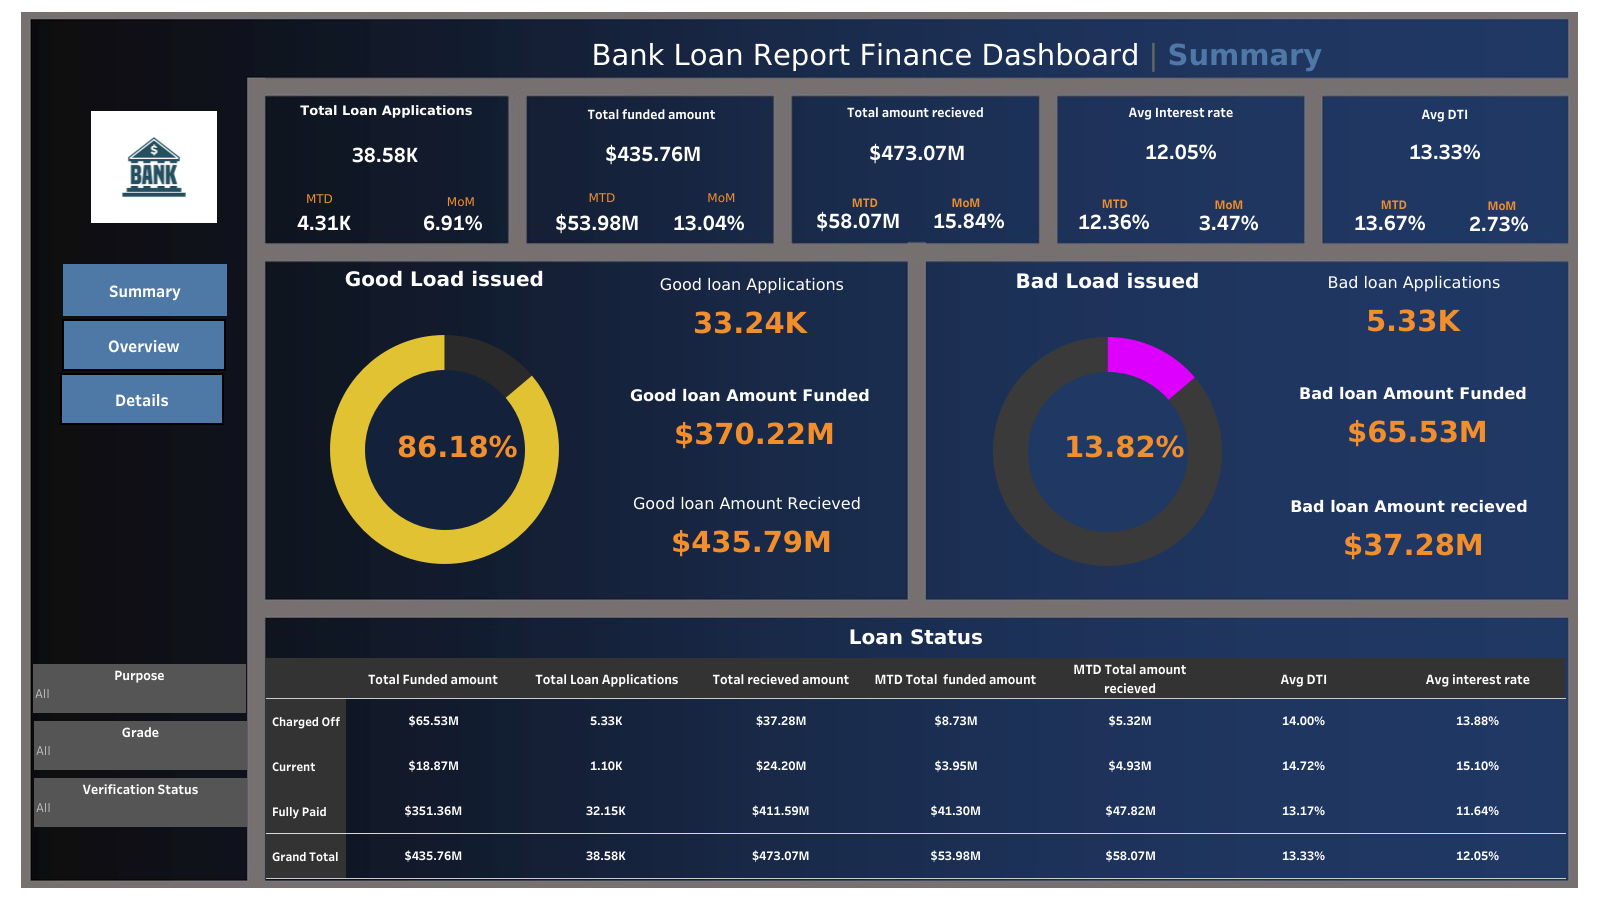 Bank Loan Report Finance Dashboard | Summary
$
BANK
Summary
Overview
Details
Purpose
All
Grade
All
Verification Status
All
Total Loan Applications
38.58K
MTD MoM
4.31K 6.91%
Total funded amount
$435.76M
MTD MoM
$53.98M 13.04%
Total amount recieved
$473.07M
MTD MoM
$58.07M 15.84%
Avg Interest rate
12.05%
MTD MoM
12.36% 3.47%
Avg DTI
13.33%
MTD MoM
13.67% 2.73%
Good Load issued
86.18%
Good loan Applications
33.24K
Good loan Amount Funded
$370.22M
Good loan Amount Recieved
$435.79M
Bad Load issued
13.82%
Bad loan Applications
5.33K
Bad loan Amount Funded
$65.53M
Bad loan Amount recieved
$37.28M
Loan Status
Total Funded amount Total Loan Applications Total recieved amount MTD Total funded amount MTD Total amount recieved Avg DTI Avg interest rate
Charged Off $65.53M 5.33K $37.28M $8.73M $5.32M 14.00% 13.88%
Current $18.87M 1.10K $24.20M $3.95M $4.93M 14.72% 15.10%
Fully Paid $351.36M 32.15K $411.59M $41.30M $47.82M 13.17% 11.64%
Grand Total $435.76M 38.58K $473.07M $53.98M $58.07M 13.33% 12.05%